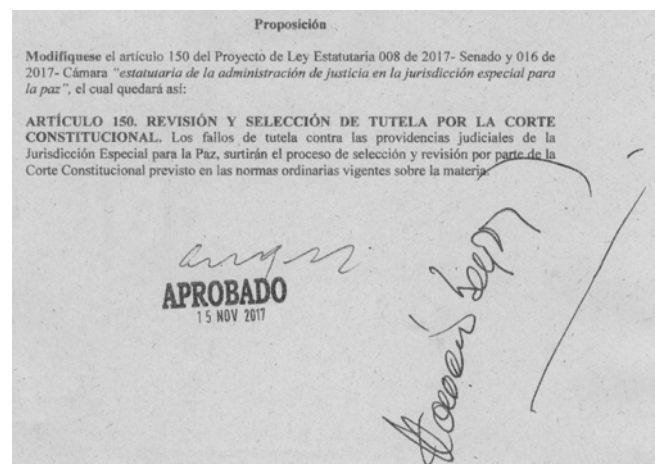 Proposición
Modifíquese el artículo 150 del Proyecto de Ley Estatutaria 008 de 2017- Senado y 016 de
2017- Cámara "estatutaria de la administración de justicia en la jurisdicción especial para
la paz", el cual quedará así:
ARTÍCULO 150. REVISIÓN Y SELECCIÓN DE TUTELA POR LA CORTE
CONSTITUCIONAL. Los fallos de tutela contra las providencias judiciales de la
Jurisdicción Especial para la Paz, surtirán el proceso de selección y revisión por parte de la
Corte Constitucional previsto en las normas ordinarias vigentes sobre la materia.
APROBADO
15 NOV 2017